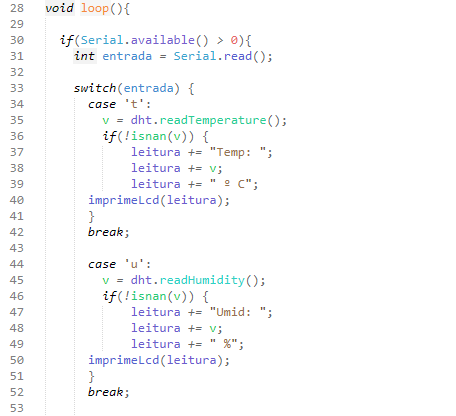 28 void loop(){
29
30 if(Serial.available() > 0){
31 int entrada = Serial.read();
32
33 switch(entrada) {
34 case 't':
35 v = dht.readTemperature();
36 if(!isnan(v)) {
37 leitura += "Temp: ";
38 leitura += v;
39 leitura += " º C";
40 imprimeLcd(leitura);
41 }
42 break;
43
44 case 'u':
45 v = dht.readHumidity();
46 if(!isnan(v)) {
47 leitura += "Umid: ";
48 leitura += v;
49 leitura += " %";
50 imprimeLcd(leitura);
51 }
52 break;
53